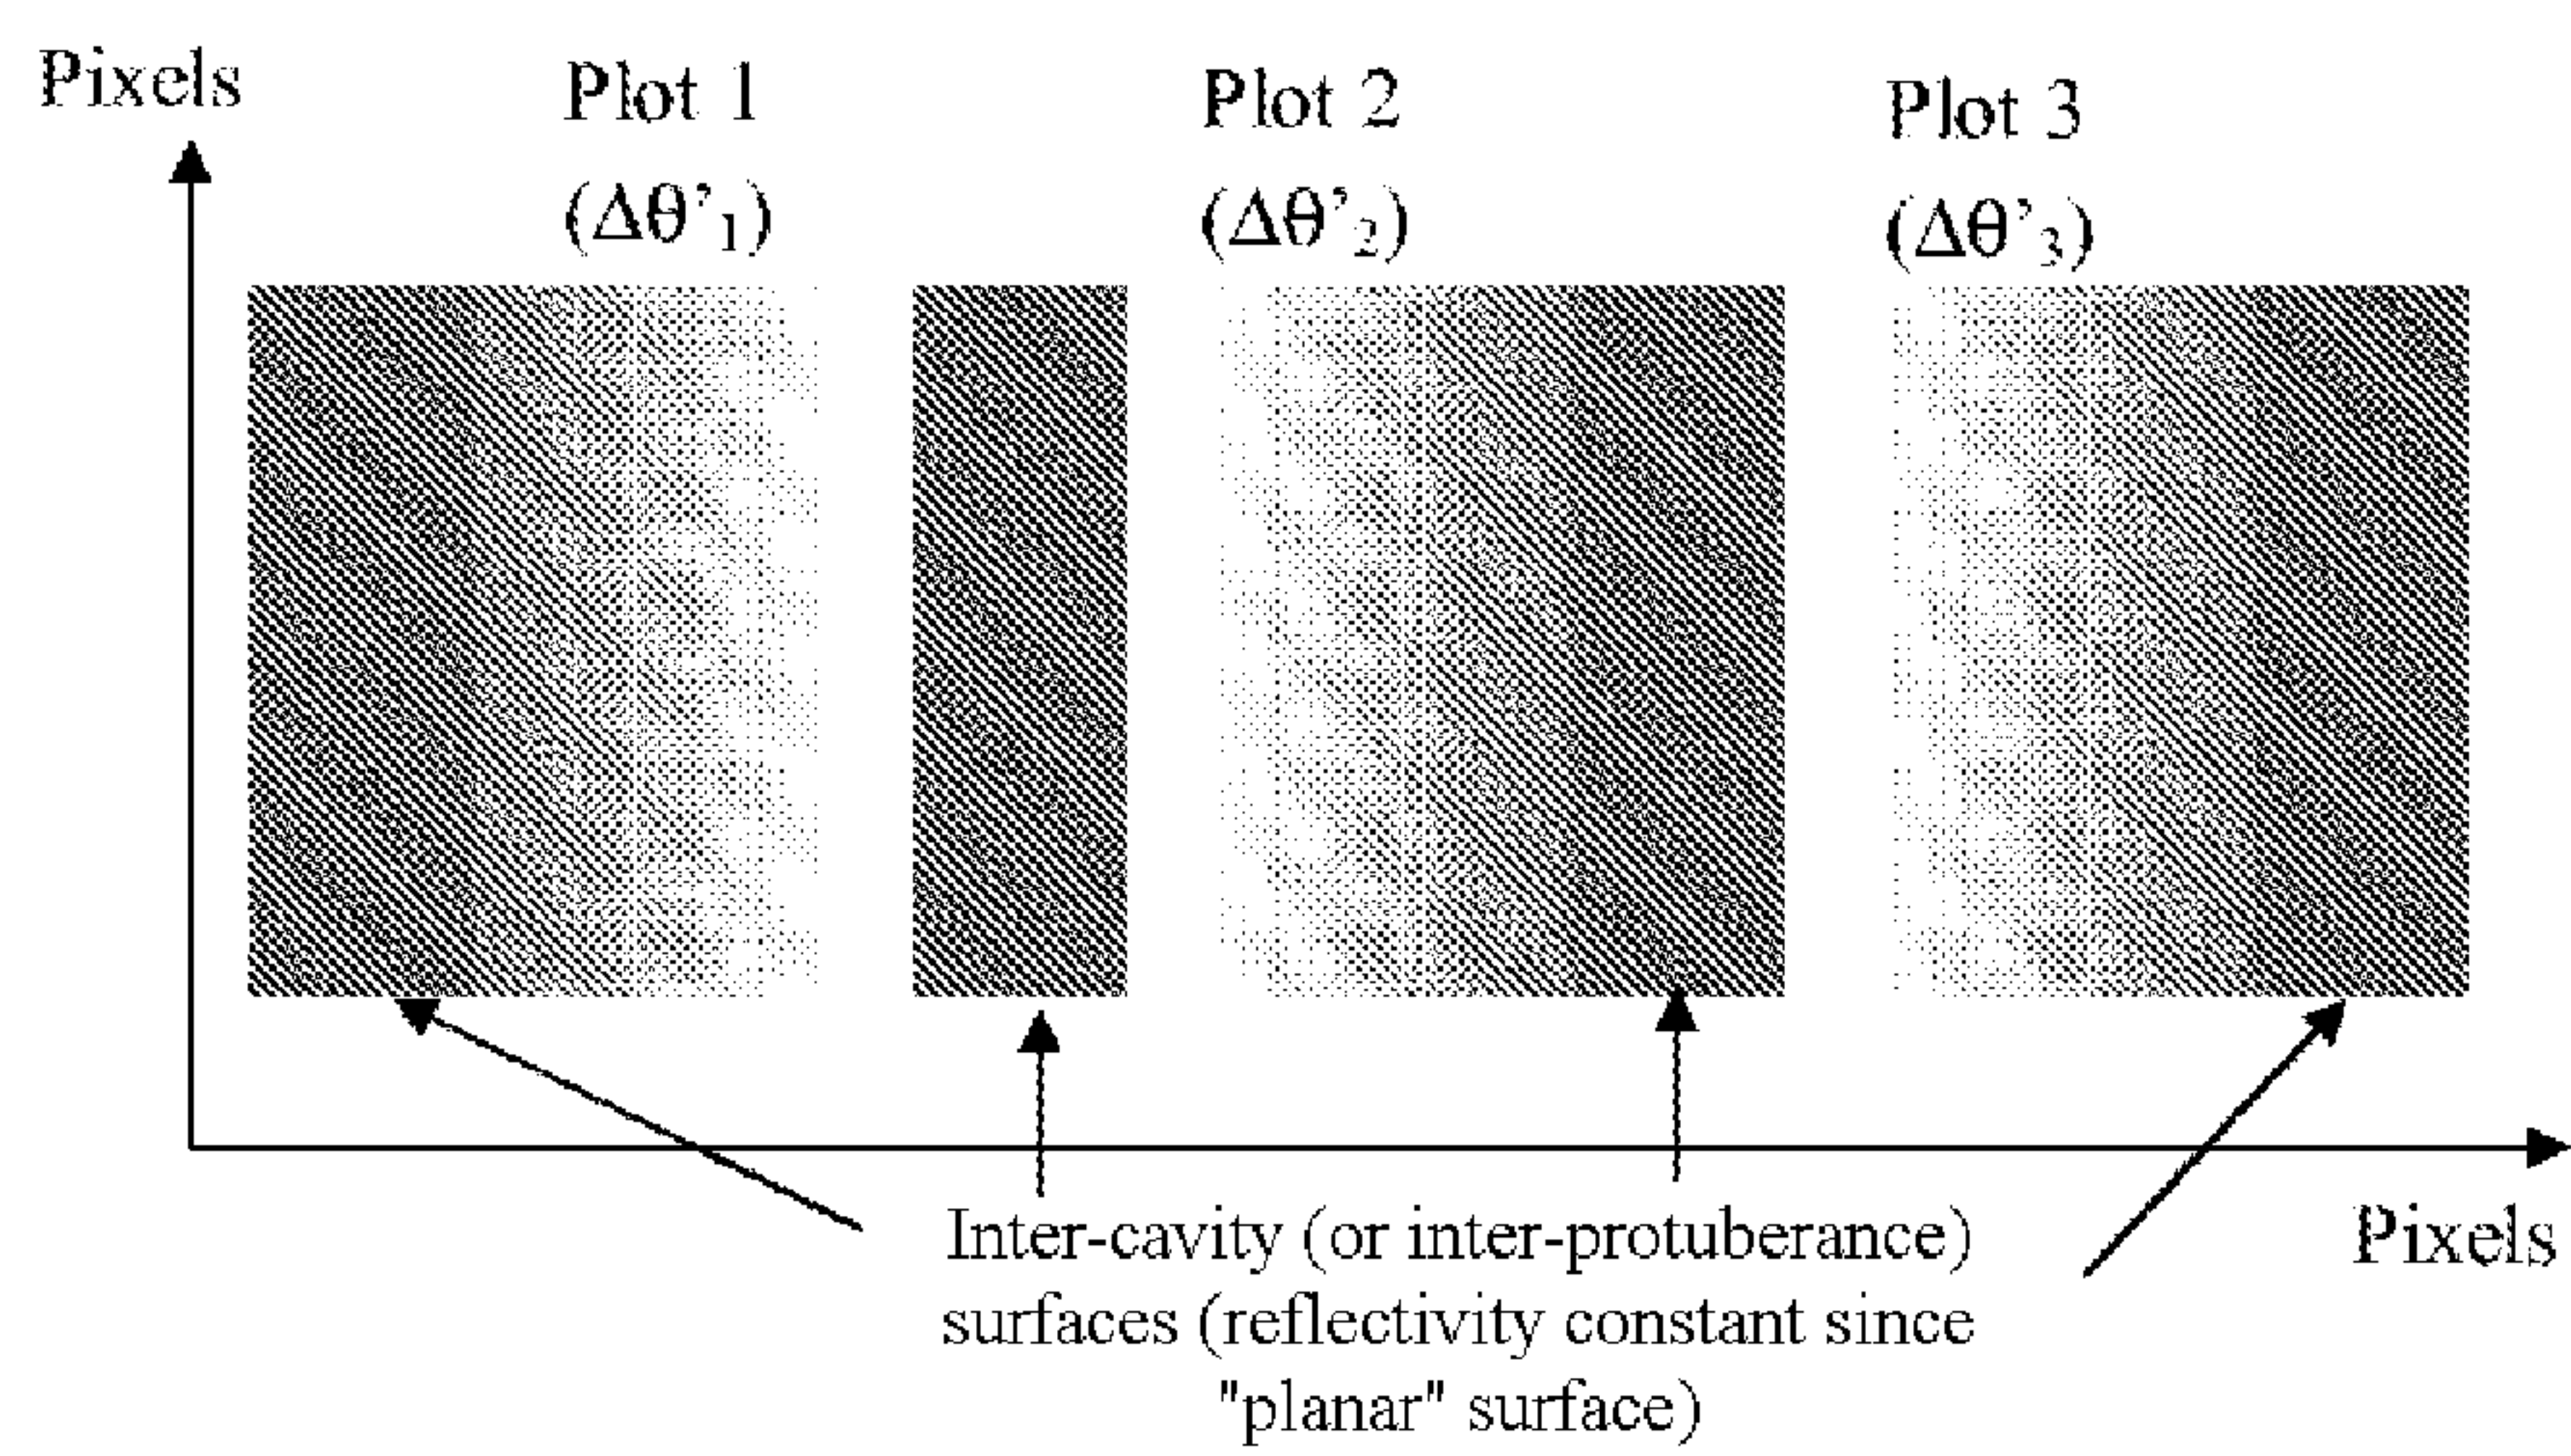 Pixels
Plot 1
(Δθ’₁)
Plot 2
(Δθ’₂)
Plot 3
(Δθ’₃)
Inter-cavity (or inter-protuberance)
surfaces (reflectivity constant since
"planar" surface)
Pixels